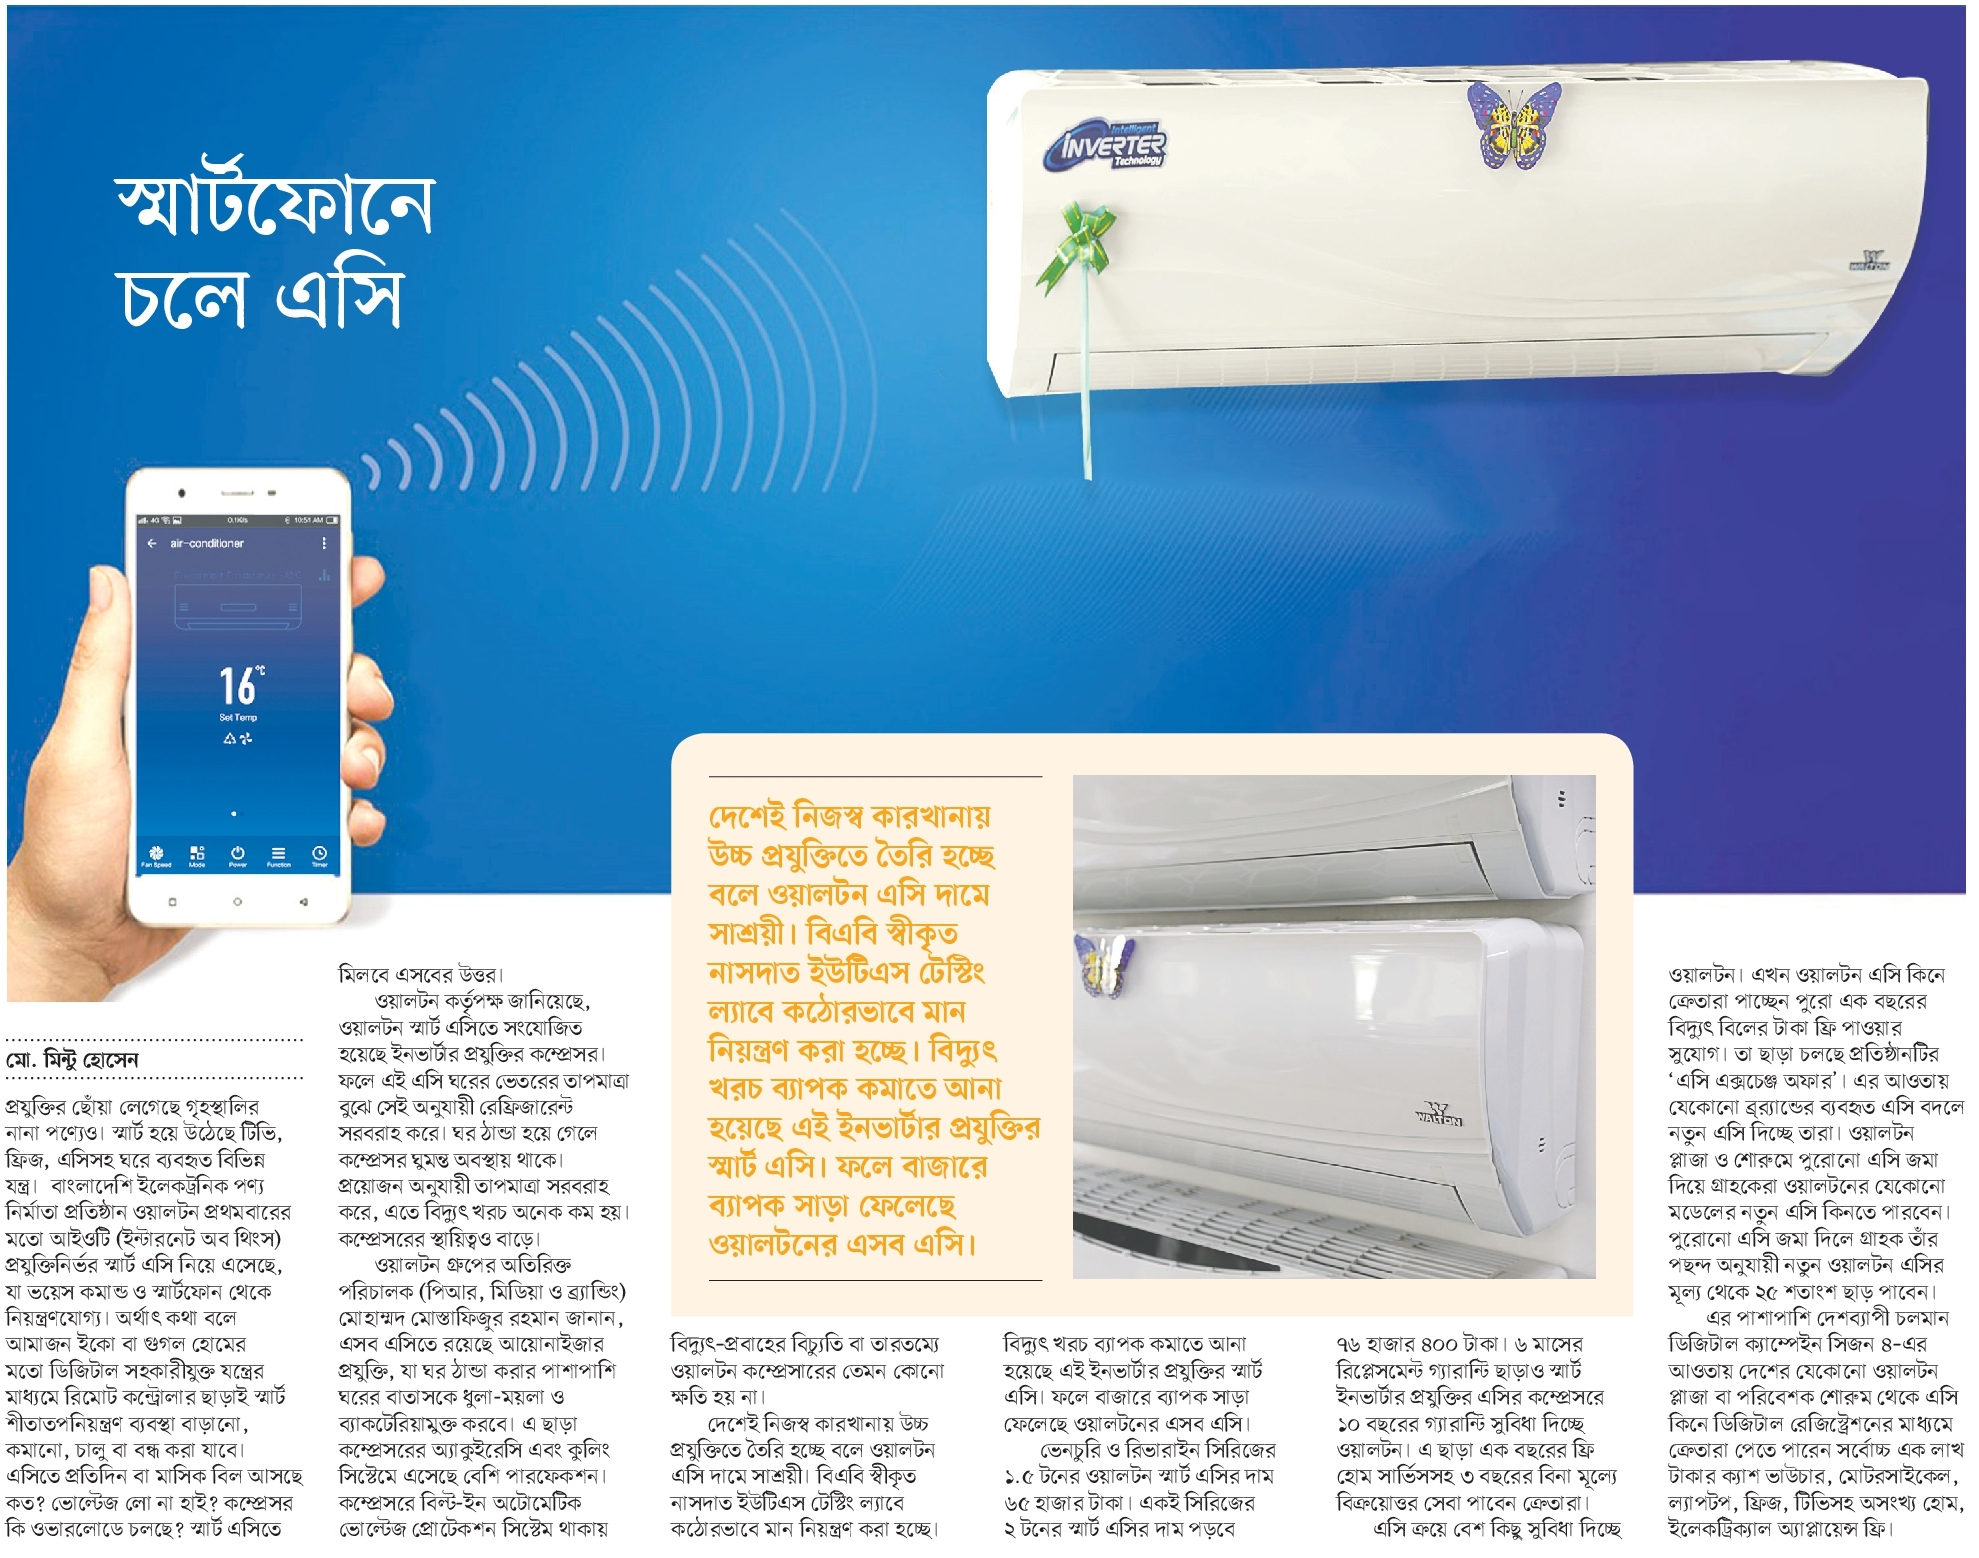 স্মার্টফোনে
চলে এসি
Intelligent
INVERTER
Technology
WALTON
4G
0.1K/s
10:51 AM
air-conditioner
16°C
Set Temp
Fan Speed
Mode
Power
Function
Timer
দেশেই নিজস্ব কারখানায়
উচ্চ প্রযুক্তিতে তৈরি হচ্ছে
বলে ওয়ালটন এসি দামে
সাশ্রয়ী। বিএবি স্বীকৃত
নাসদাত ইউটিএস টেস্টিং
ল্যাবে কঠোরভাবে মান
নিয়ন্ত্রণ করা হচ্ছে। বিদ্যুৎ
খরচ ব্যাপক কমাতে আনা
হয়েছে এই ইনভার্টার প্রযুক্তির
স্মার্ট এসি। ফলে বাজারে
ব্যাপক সাড়া ফেলেছে
ওয়ালটনের এসব এসি।
WALTON
মো. মিন্টু হোসেন
প্রযুক্তির ছোঁয়া লেগেছে গৃহস্থালির
নানা পণ্যেও। স্মার্ট হয়ে উঠেছে টিভি,
ফ্রিজ, এসিসহ ঘরে ব্যবহৃত বিভিন্ন
যন্ত্র। বাংলাদেশি ইলেকট্রনিক পণ্য
নির্মাতা প্রতিষ্ঠান ওয়ালটন প্রথমবারের
মতো আইওটি (ইন্টারনেট অব থিংস)
প্রযুক্তিনির্ভর স্মার্ট এসি নিয়ে এসেছে,
যা ভয়েস কমান্ড ও স্মার্টফোন থেকে
নিয়ন্ত্রণযোগ্য। অর্থাৎ কথা বলে
আমাজন ইকো বা গুগল হোমের
মতো ডিজিটাল সহকারীযুক্ত যন্ত্রের
মাধ্যমে রিমোট কন্ট্রোলার ছাড়াই স্মার্ট
শীতাতপনিয়ন্ত্রণ ব্যবস্থা বাড়ানো,
কমানো, চালু বা বন্ধ করা যাবে।
এসিতে প্রতিদিন বা মাসিক বিল আসছে
কত? ভোল্টেজ লো না হাই? কম্প্রেসর
কি ওভারলোডে চলছে? স্মার্ট এসিতে
মিলবে এসবের উত্তর।
ওয়ালটন কর্তৃপক্ষ জানিয়েছে,
ওয়ালটন স্মার্ট এসিতে সংযোজিত
হয়েছে ইনভার্টার প্রযুক্তির কম্প্রেসর।
ফলে এই এসি ঘরের ভেতরের তাপমাত্রা
বুঝে সেই অনুযায়ী রেফ্রিজারেন্ট
সরবরাহ করে। ঘর ঠান্ডা হয়ে গেলে
কম্প্রেসর ঘুমন্ত অবস্থায় থাকে।
প্রয়োজন অনুযায়ী তাপমাত্রা সরবরাহ
করে, এতে বিদ্যুৎ খরচ অনেক কম হয়।
কম্প্রেসরের স্থায়িত্বও বাড়ে।
ওয়ালটন গ্রুপের অতিরিক্ত
পরিচালক (পিআর, মিডিয়া ও ব্র্যান্ডিং)
মোহাম্মদ মোস্তাফিজুর রহমান জানান,
এসব এসিতে রয়েছে আয়োনাইজার
প্রযুক্তি, যা ঘর ঠান্ডা করার পাশাপাশি
ঘরের বাতাসকে ধুলা-ময়লা ও
ব্যাকটেরিয়ামুক্ত করবে। এ ছাড়া
কম্প্রেসরের অ্যাকুইরেসি এবং কুলিং
সিস্টেমে এসেছে বেশি পারফেকশন।
কম্প্রেসরে বিল্ট-ইন অটোমেটিক
ভোল্টেজ প্রোটেকশন সিস্টেম থাকায়
বিদ্যুৎ-প্রবাহের বিচ্যুতি বা তারতম্যে
ওয়ালটন কম্প্রেসারের তেমন কোনো
ক্ষতি হয় না।
দেশেই নিজস্ব কারখানায় উচ্চ
প্রযুক্তিতে তৈরি হচ্ছে বলে ওয়ালটন
এসি দামে সাশ্রয়ী। বিএবি স্বীকৃত
নাসদাত ইউটিএস টেস্টিং ল্যাবে
কঠোরভাবে মান নিয়ন্ত্রণ করা হচ্ছে।
বিদ্যুৎ খরচ ব্যাপক কমাতে আনা
হয়েছে এই ইনভার্টার প্রযুক্তির স্মার্ট
এসি। ফলে বাজারে ব্যাপক সাড়া
ফেলেছে ওয়ালটনের এসব এসি।
ভেনচুরি ও রিভারাইন সিরিজের
১.৫ টনের ওয়ালটন স্মার্ট এসির দাম
৬৫ হাজার টাকা। একই সিরিজের
২ টনের স্মার্ট এসির দাম পড়বে
৭৬ হাজার ৪০০ টাকা। ৬ মাসের
রিপ্লেসমেন্ট গ্যারান্টি ছাড়াও স্মার্ট
ইনভার্টার প্রযুক্তির এসির কম্প্রেসরে
১০ বছরের গ্যারান্টি সুবিধা দিচ্ছে
ওয়ালটন। এ ছাড়া এক বছরের ফ্রি
হোম সার্ভিসসহ ৩ বছরের বিনা মূল্যে
বিক্রয়োত্তর সেবা পাবেন ক্রেতারা।
এসি ক্রয়ে বেশ কিছু সুবিধা দিচ্ছে
ওয়ালটন। এখন ওয়ালটন এসি কিনে
ক্রেতারা পাচ্ছেন পুরো এক বছরের
বিদ্যুৎ বিলের টাকা ফ্রি পাওয়ার
সুযোগ। তা ছাড়া চলছে প্রতিষ্ঠানটির
‘এসি এক্সচেঞ্জ অফার’। এর আওতায়
যেকোনো ব্র্যান্ডের ব্যবহৃত এসি বদলে
নতুন এসি দিচ্ছে তারা। ওয়ালটন
প্লাজা ও শোরুমে পুরোনো এসি জমা
দিয়ে গ্রাহকেরা ওয়ালটনের যেকোনো
মডেলের নতুন এসি কিনতে পারবেন।
পুরোনো এসি জমা দিলে গ্রাহক তাঁর
পছন্দ অনুযায়ী নতুন ওয়ালটন এসির
মূল্য থেকে ২৫ শতাংশ ছাড় পাবেন।
এর পাশাপাশি দেশব্যাপী চলমান
ডিজিটাল ক্যাম্পেইন সিজন ৪-এর
আওতায় দেশের যেকোনো ওয়ালটন
প্লাজা বা পরিবেশক শোরুম থেকে এসি
কিনে ডিজিটাল রেজিস্ট্রেশনের মাধ্যমে
ক্রেতারা পেতে পারেন সর্বোচ্চ এক লাখ
টাকার ক্যাশ ভাউচার, মোটরসাইকেল,
ল্যাপটপ, ফ্রিজ, টিভিসহ অসংখ্য হোম,
ইলেকট্রিক্যাল অ্যাপ্লায়েন্স ফ্রি।